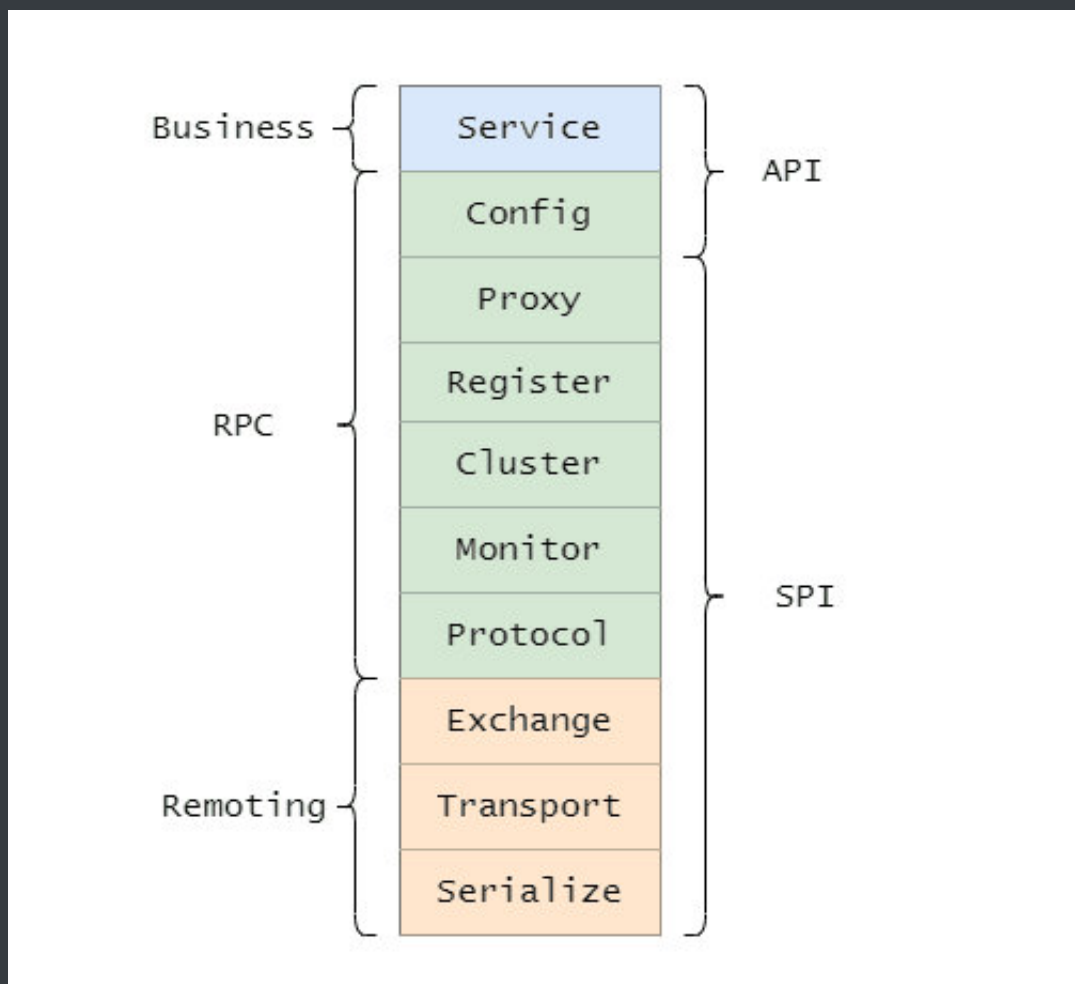 Business
Service
API
Config
Proxy
Register
RPC
Cluster
Monitor
SPI
Protocol
Exchange
Remoting
Transport
Serialize